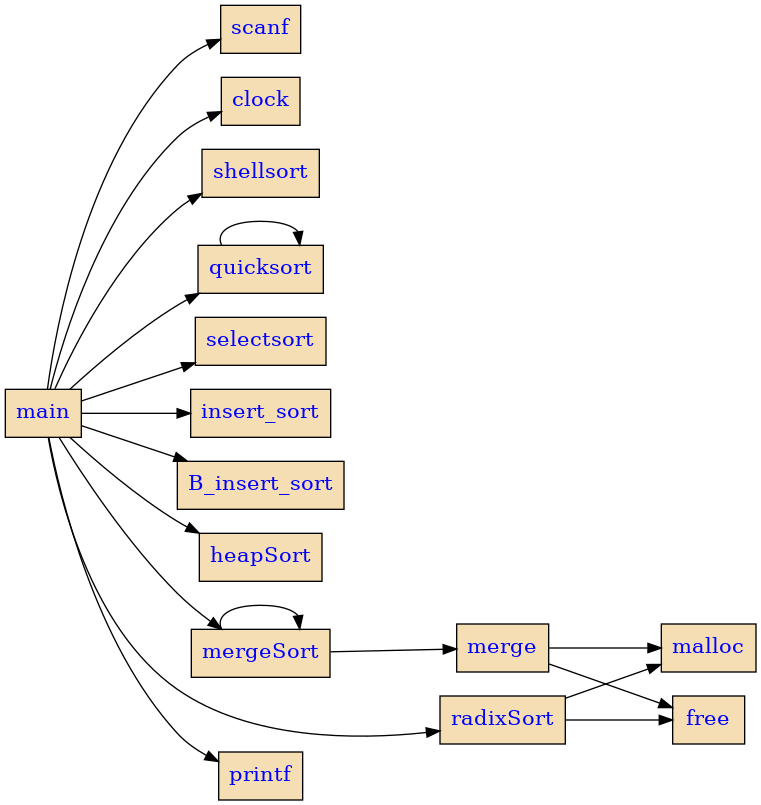 scanf
clock
shellsort
quicksort
selectsort
main
insert_sort
B_insert_sort
heapSort
mergeSort
merge
malloc
radixSort
free
printf